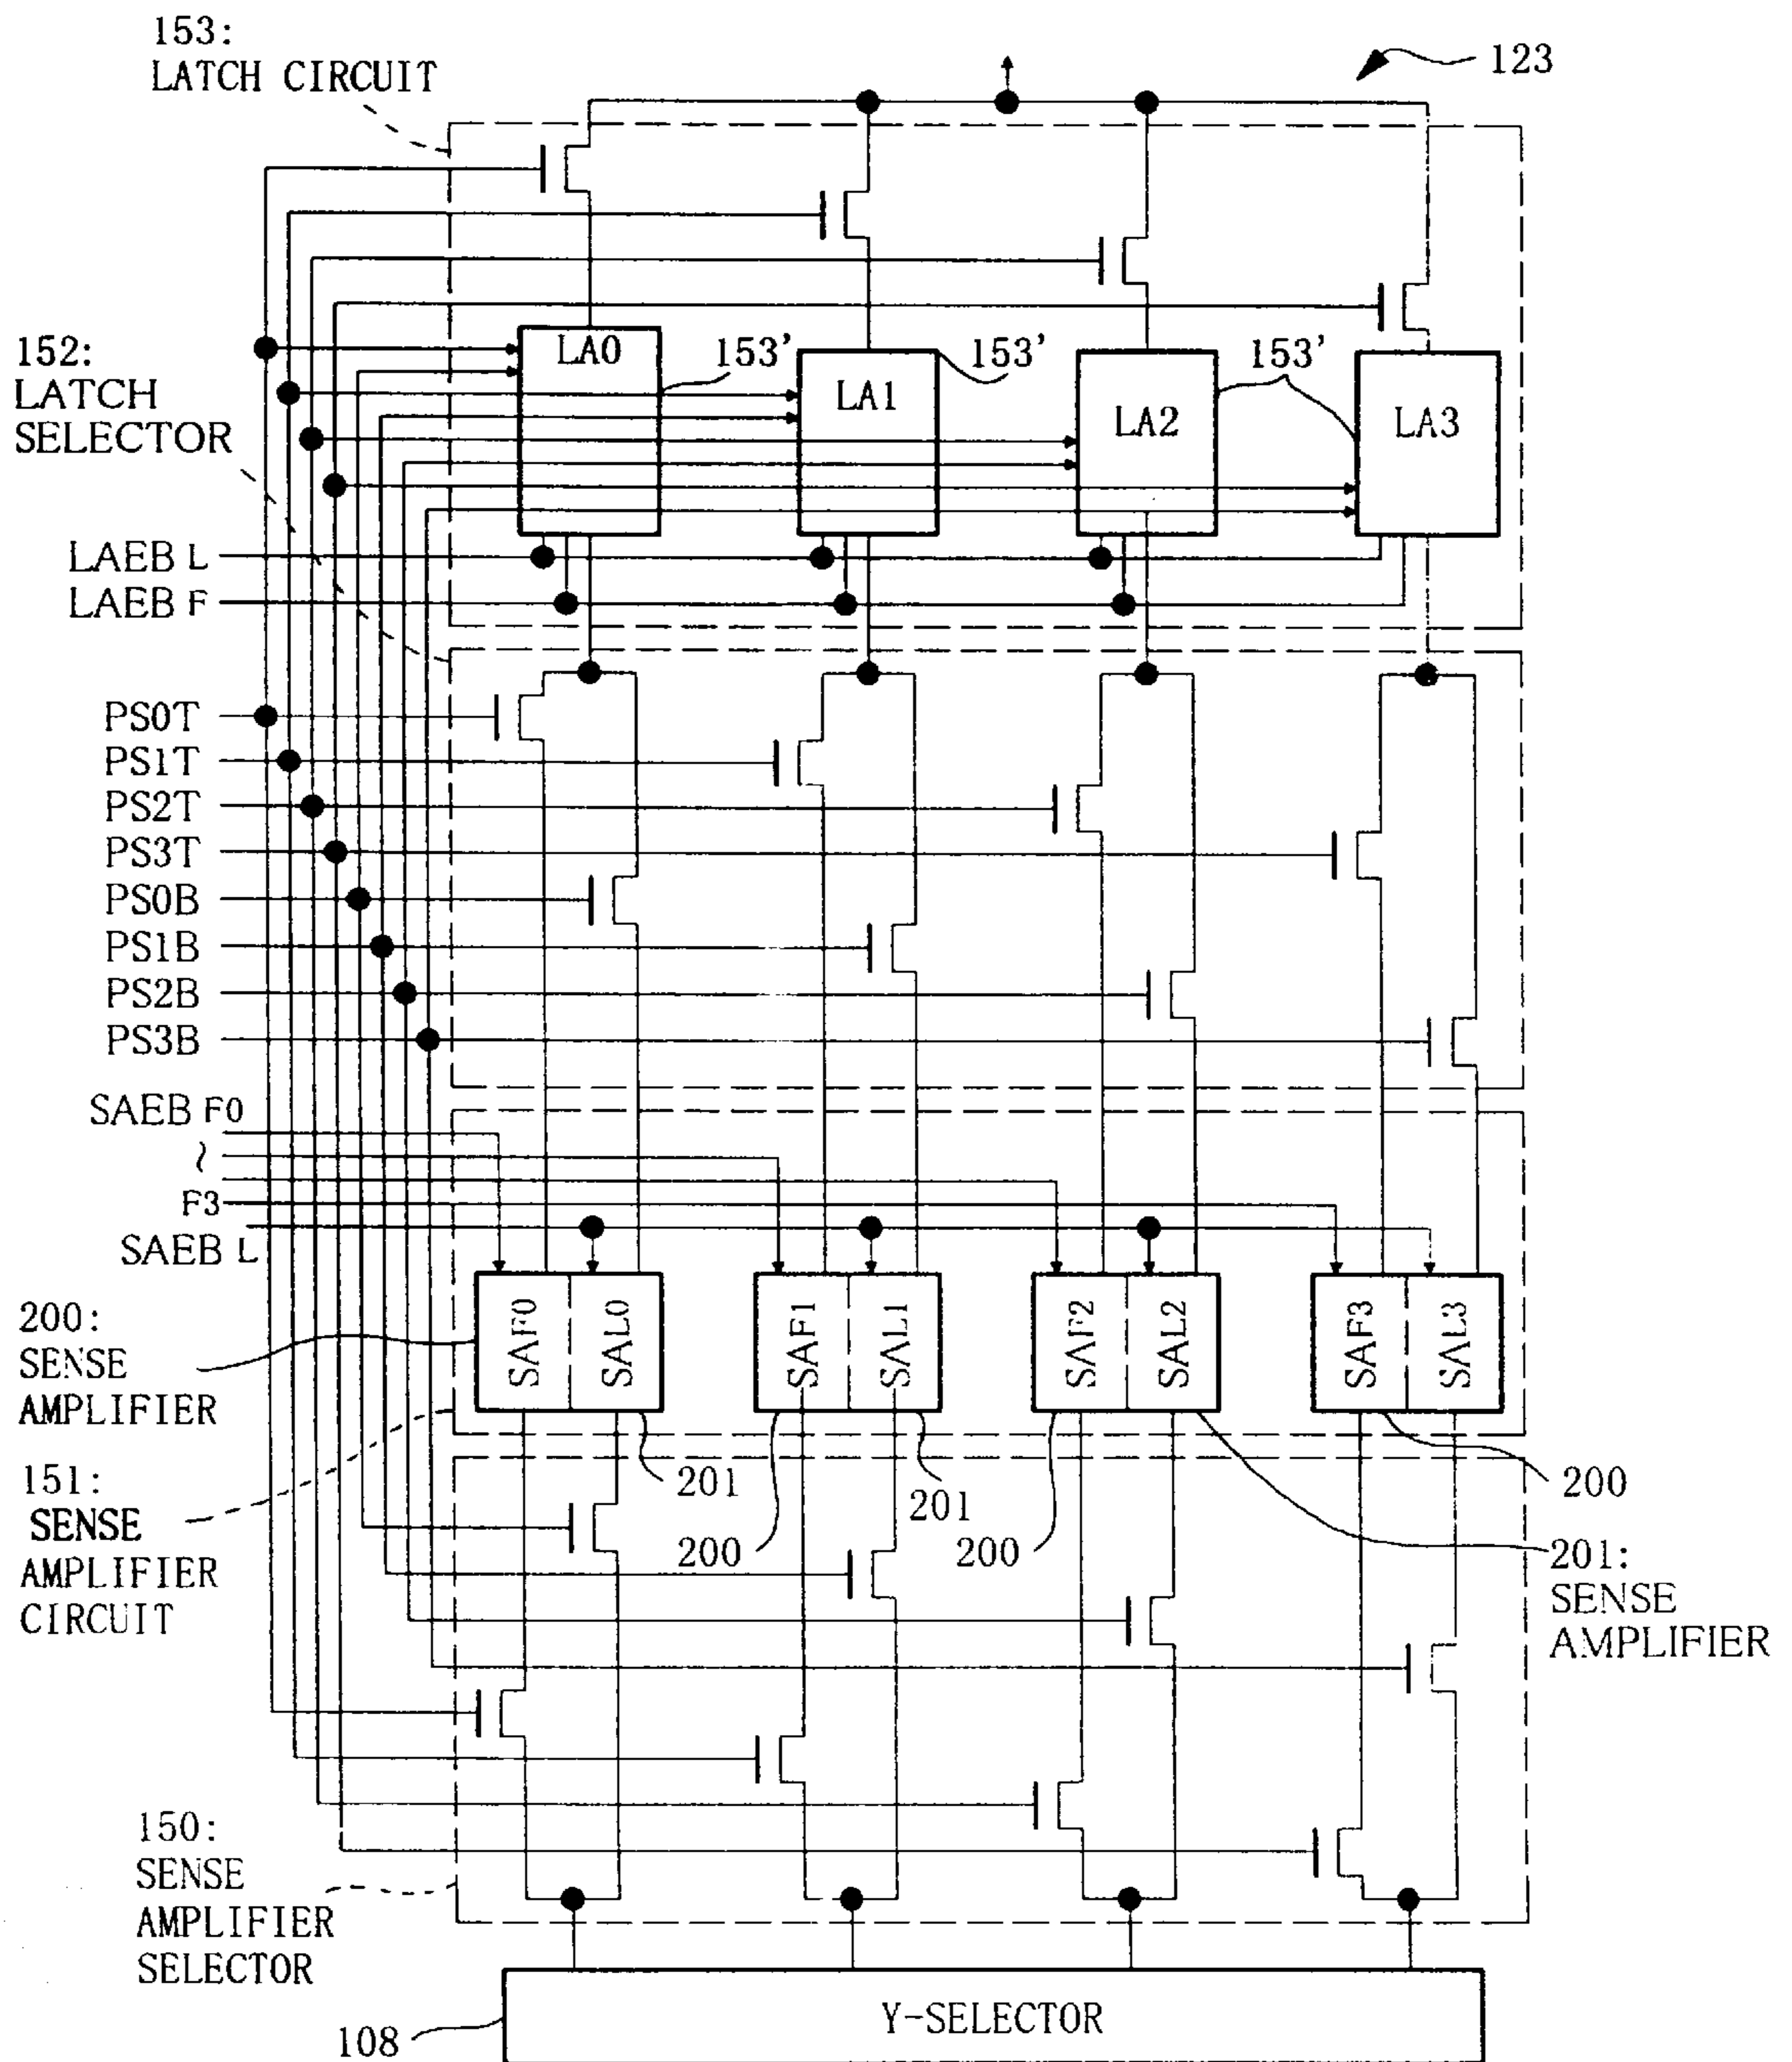 153:
LATCH CIRCUIT
123
152:
LATCH
SELECTOR
LA0
153'
LA1
153'
LA2
153'
LA3
LAEB L
LAEB F
PS0T
PS1T
PS2T
PS3T
PS0B
PS1B
PS2B
PS3B
SAEB F0
~
F3
SAEB L
200:
SENSE
AMPLIFIER
SAF0
SAL0
SAF1
SAL1
SAF2
SAL2
SAF3
SAL3
151:
SENSE
AMPLIFIER
CIRCUIT
201
200
201
200
200
201:
SENSE
AMPLIFIER
150:
SENSE
AMPLIFIER
SELECTOR
Y-SELECTOR
108